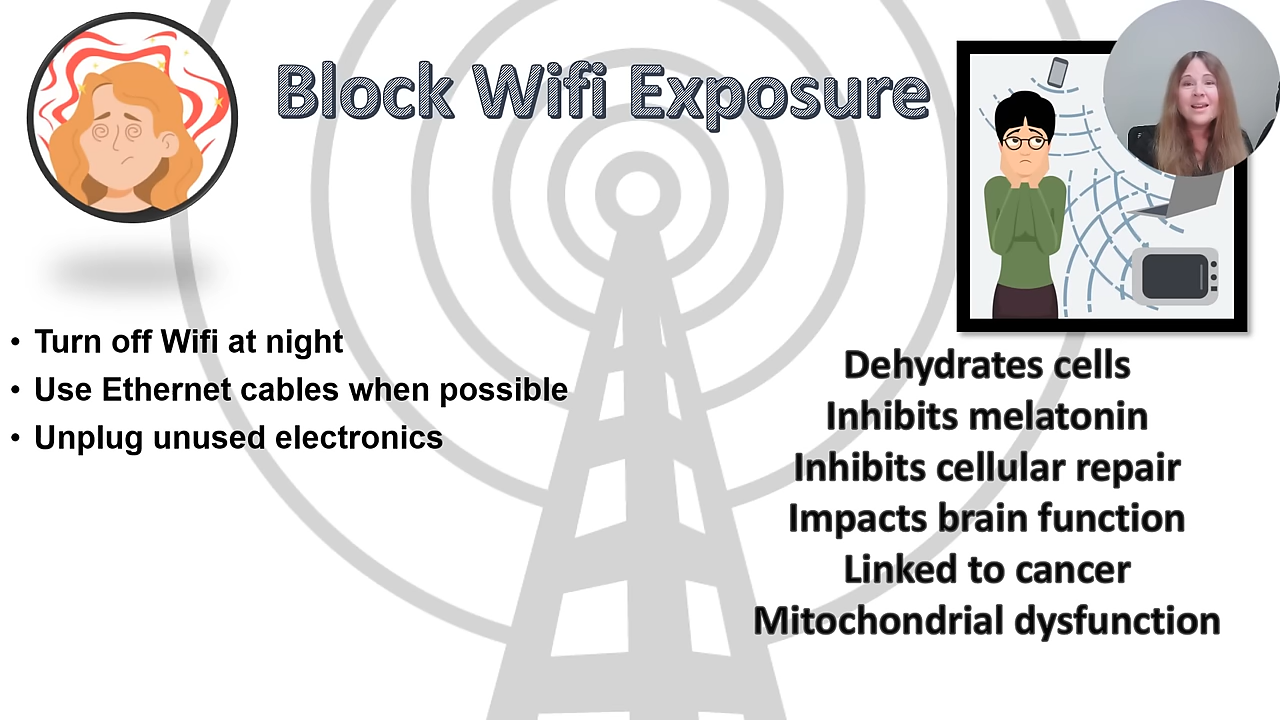 Block Wifi Exposure
• Turn off Wifi at night
• Use Ethernet cables when possible
• Unplug unused electronics
Dehydrates cells
Inhibits melatonin
Inhibits cellular repair
Impacts brain function
Linked to cancer
Mitochondrial dysfunction